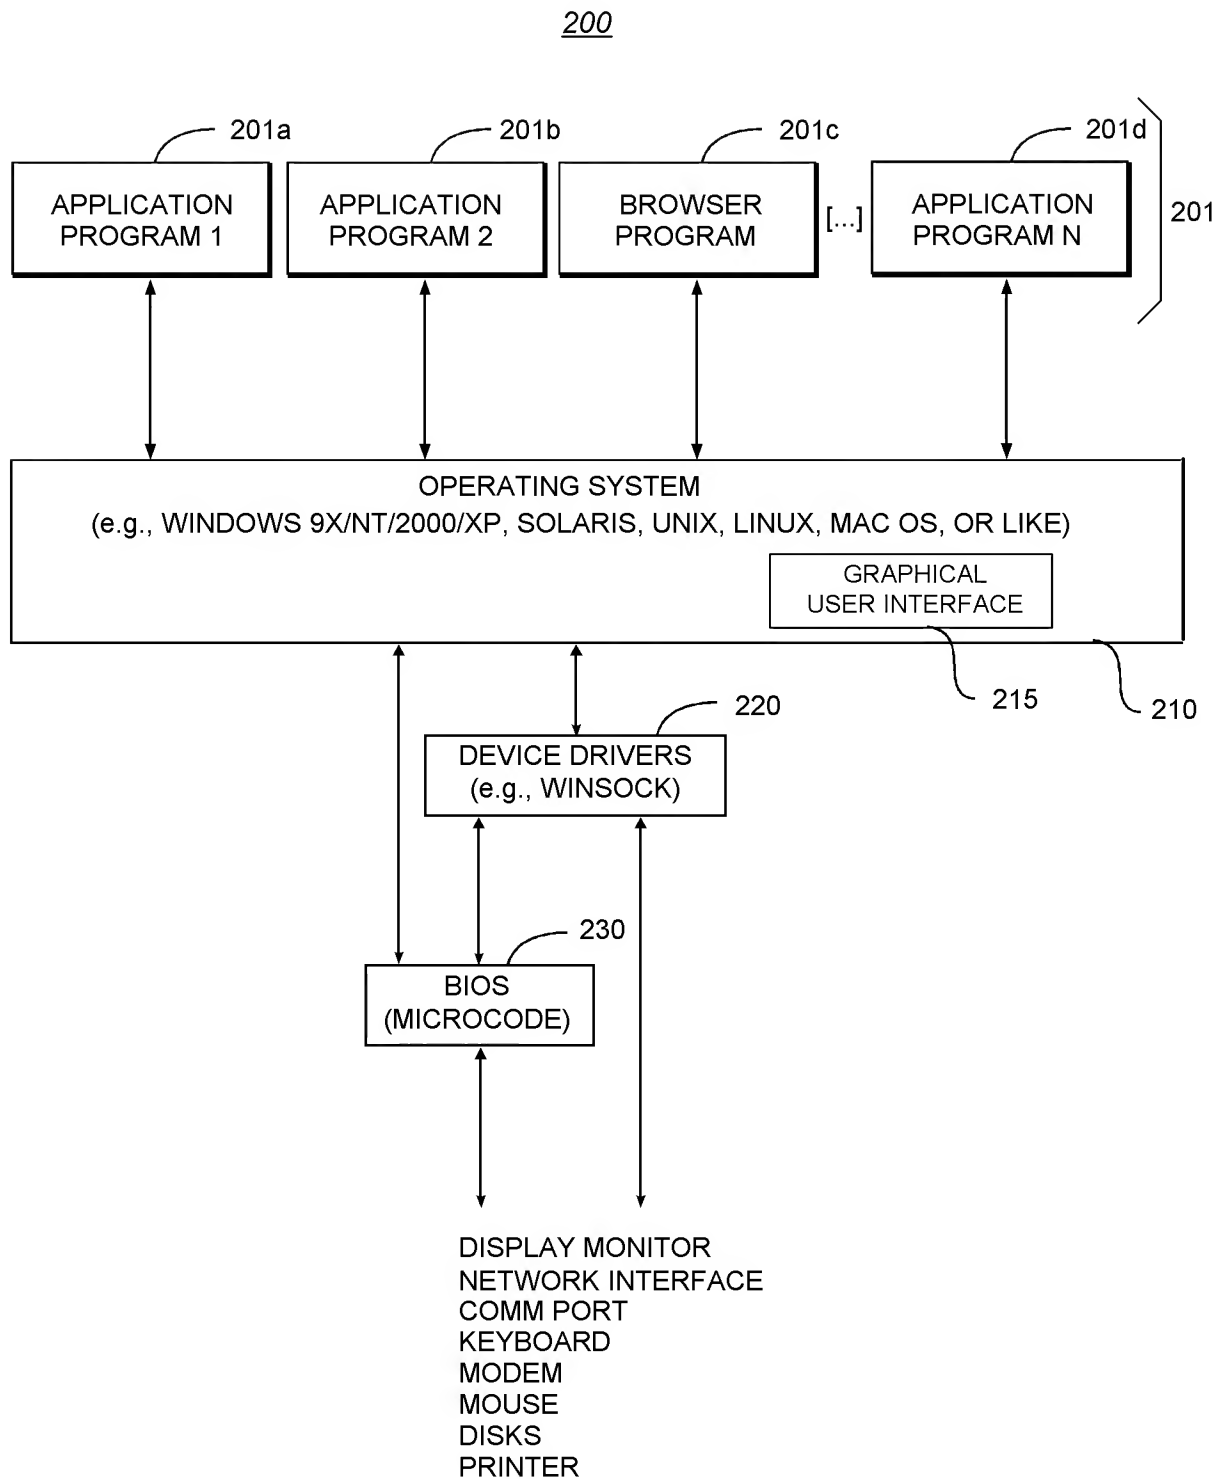 200
201a
201b
201c
201d
APPLICATION
PROGRAM 1
APPLICATION
PROGRAM 2
BROWSER
PROGRAM
[...]
APPLICATION
PROGRAM N
201
OPERATING SYSTEM
(e.g., WINDOWS 9X/NT/2000/XP, SOLARIS, UNIX, LINUX, MAC OS, OR LIKE)
GRAPHICAL
USER INTERFACE
215
210
220
DEVICE DRIVERS
(e.g., WINSOCK)
230
BIOS
(MICROCODE)
DISPLAY MONITOR
NETWORK INTERFACE
COMM PORT
KEYBOARD
MODEM
MOUSE
DISKS
PRINTER